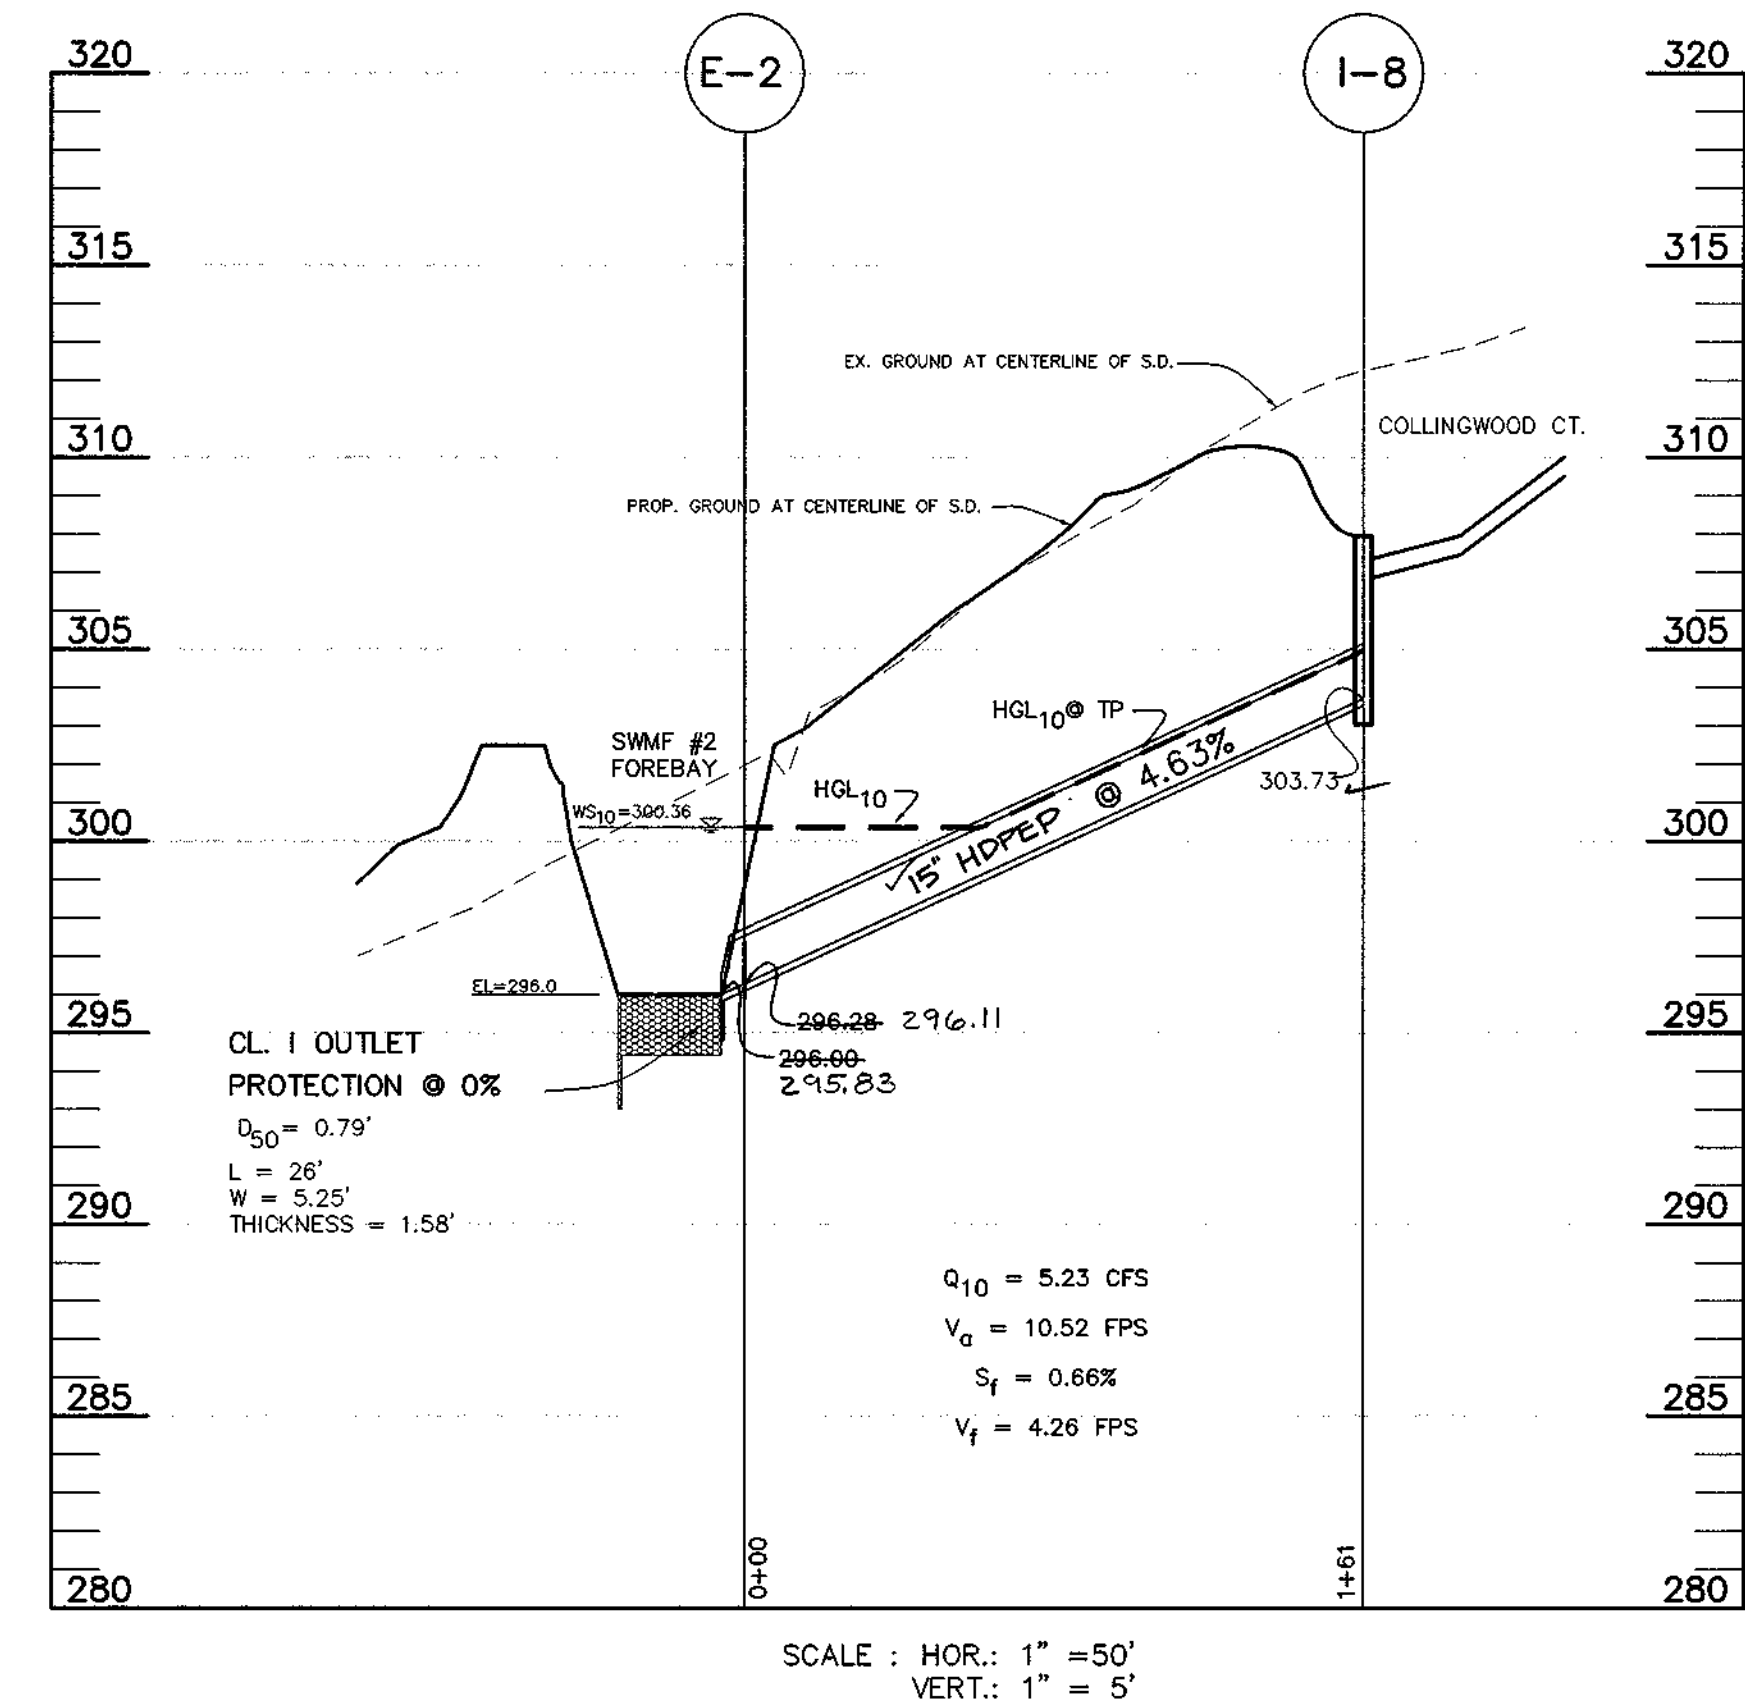 E-2
I-8
320
320
315
315
EX. GROUND AT CENTERLINE OF S.D.
COLLINGWOOD CT.
310
310
PROP. GROUND AT CENTERLINE OF S.D.
305
305
SWMF #2
FOREBAY
HGL10@ TP
HGL10
WS10=300.36
15" HDPEP @ 4.63%
303.73
300
300
EL=296.0
296.28 296.11
296.00
295.83
295
295
CL. I OUTLET
PROTECTION @ 0%
D50= 0.79'
L = 26'
W = 5.25'
THICKNESS = 1.58'
290
290
Q10 = 5.23 CFS
Va = 10.52 FPS
Sf = 0.66%
Vf = 4.26 FPS
285
285
0+00
1+61
280
280
SCALE : HOR.: 1" =50'
VERT.: 1" = 5'